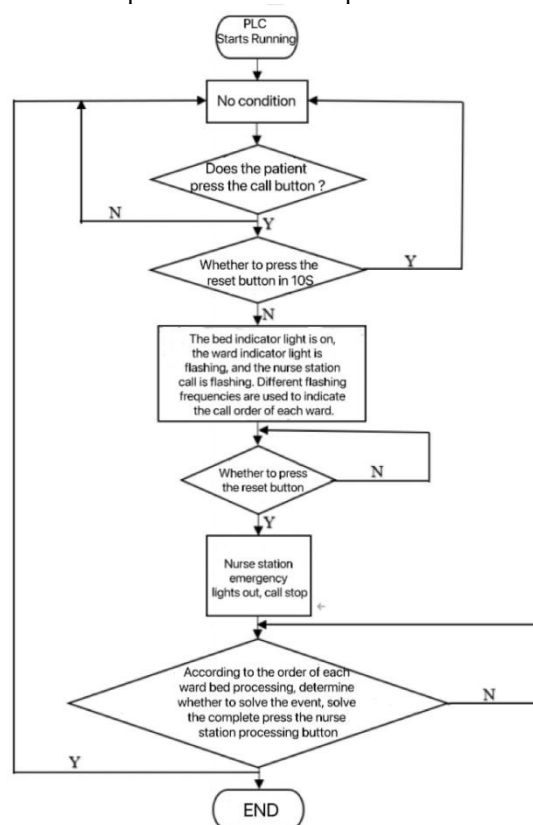 PLC
Starts Running
No condition
Does the patient
press the call button ?
N
Y
Whether to press the
reset button in 10S
Y
N
The bed indicator light is on,
the ward indicator light is
flashing, and the nurse station
call is flashing. Different flashing
frequencies are used to indicate
the call order of each ward.
Whether to press
the reset button
N
Y
Nurse station
emergency
lights out, call stop
According to the order of each
ward bed processing, determine
whether to solve the event, solve
the complete press the nurse
station processing button
N
Y
END